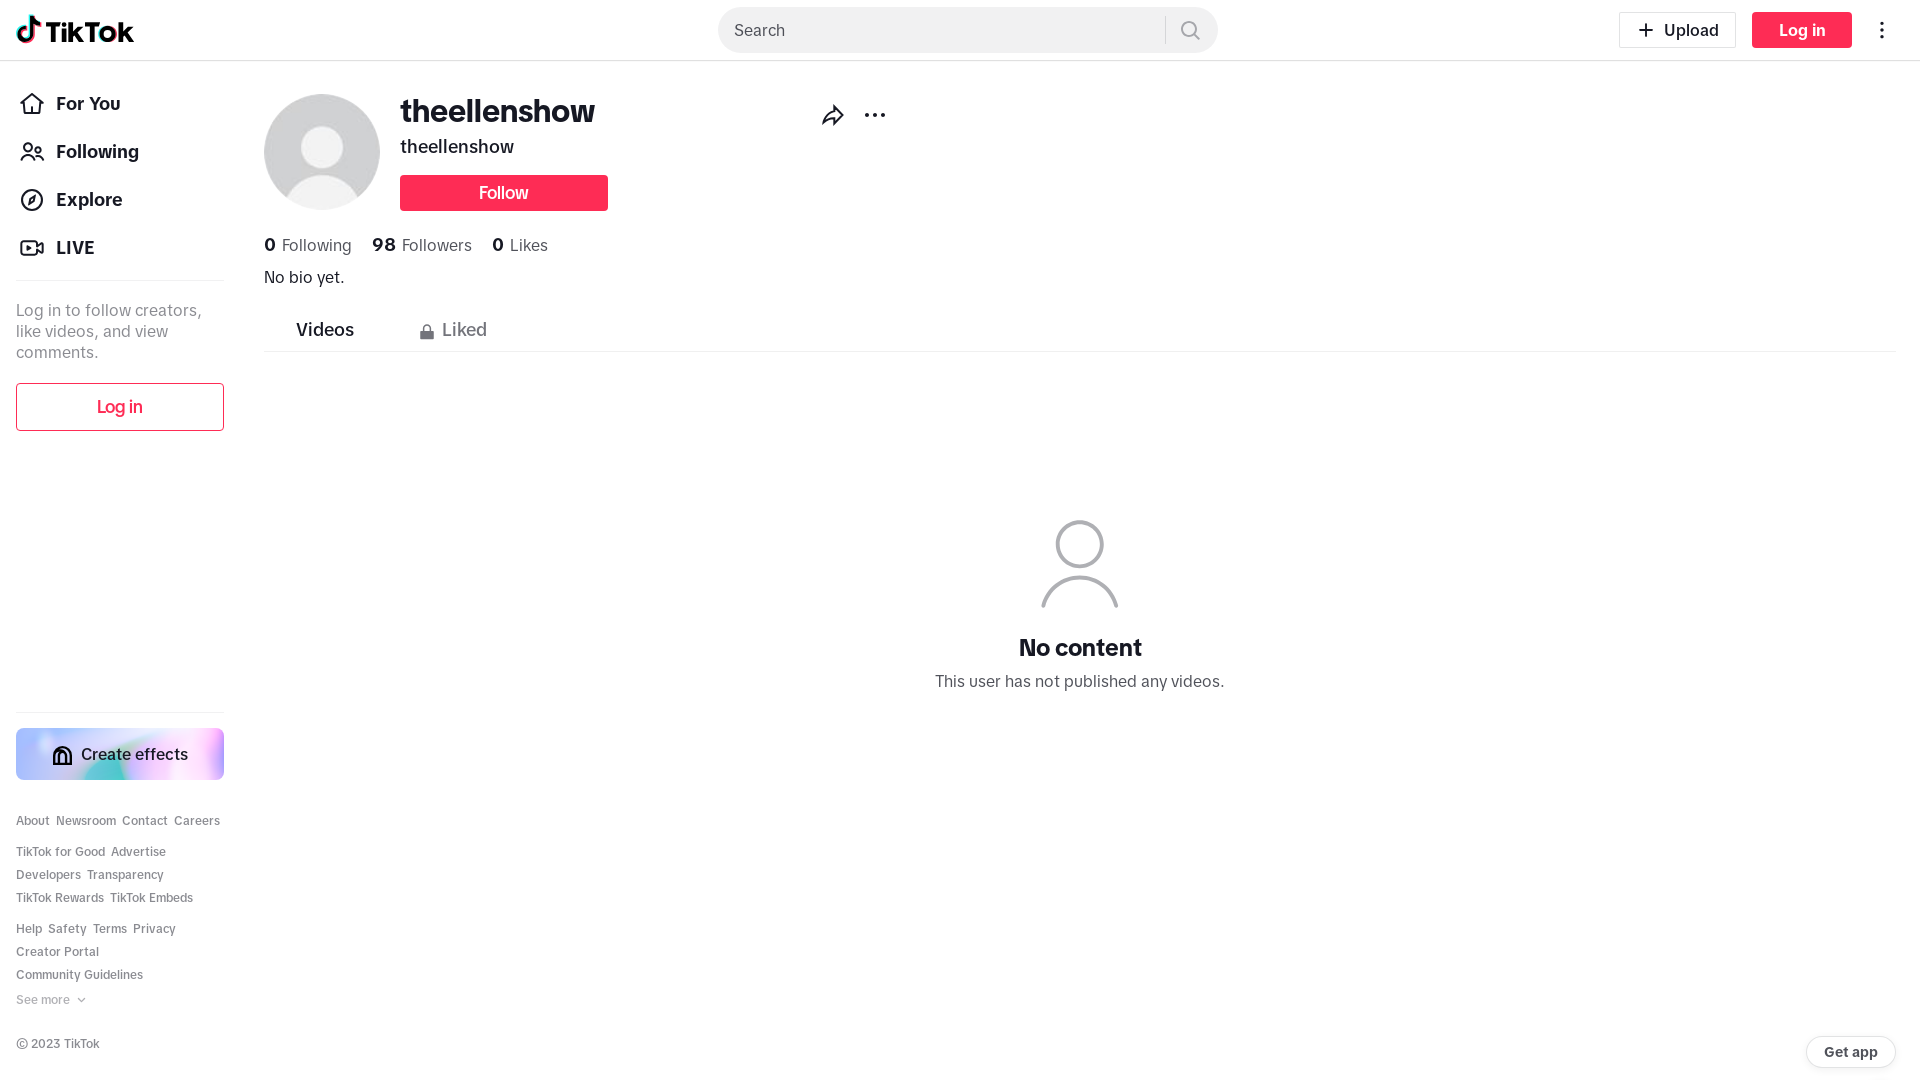 TikTok
Search
Upload
Log in
For You
Following
Explore
LIVE
Log in to follow creators,
like videos, and view
comments.
Log in
Create effects
About Newsroom Contact Careers
TikTok for Good Advertise
Developers Transparency
TikTok Rewards TikTok Embeds
Help Safety Terms Privacy
Creator Portal
Community Guidelines
See more
© 2023 TikTok
theellenshow
theellenshow
Follow
0 Following 98 Followers 0 Likes
No bio yet.
Videos Liked
No content
This user has not published any videos.
Get app